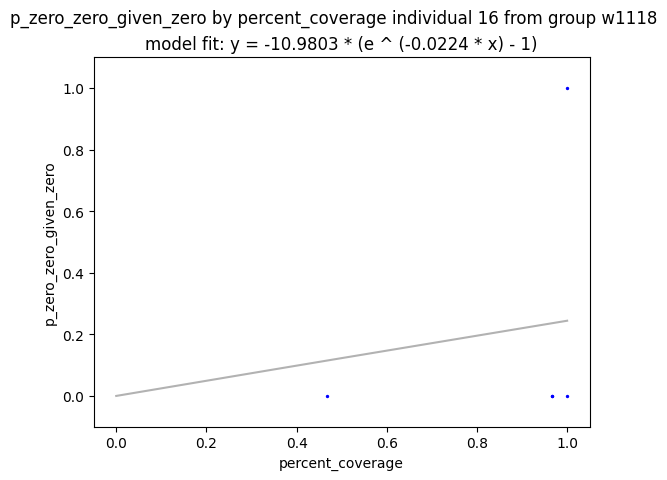 p_zero_zero_given_zero by percent_coverage individual 16 from group w1118
model fit: y = -10.9803 * (e ^ (-0.0224 * x) - 1)
1.0
0.8
0.6
0.4
0.2
0.0
p_zero_zero_given_zero
0.0 0.2 0.4 0.6 0.8 1.0
percent_coverage